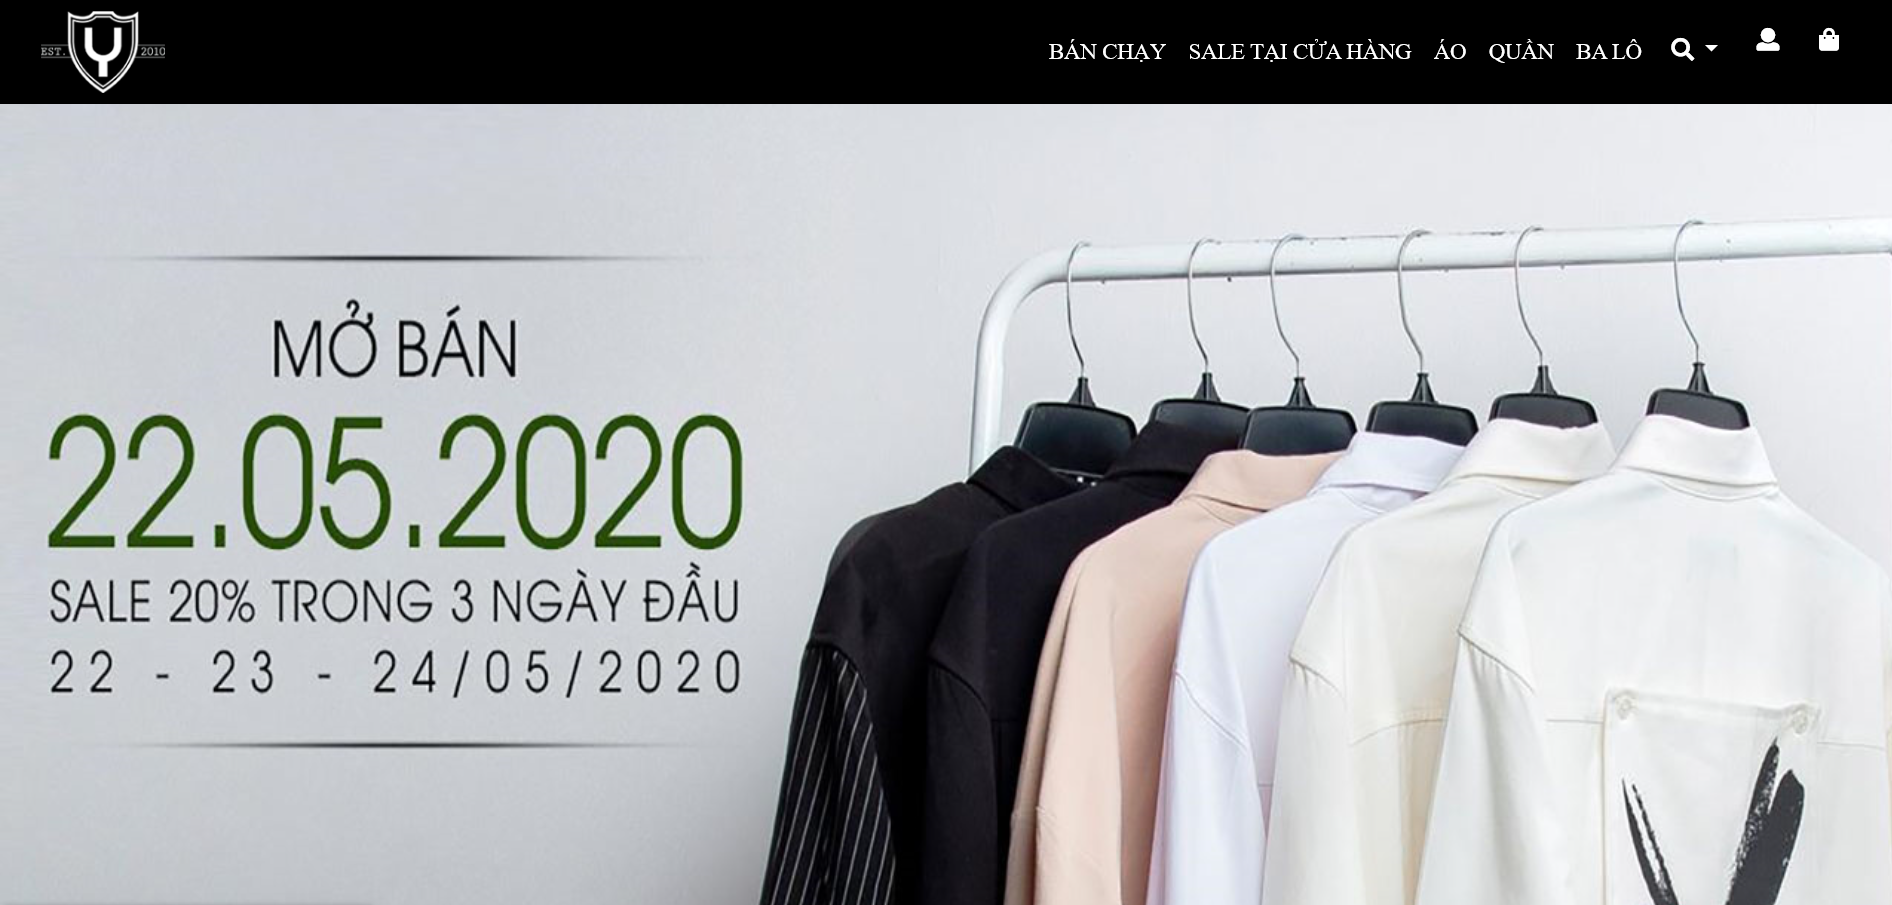 EST. Y 2010
BÁN CHẠY SALE TẠI CỬA HÀNG ÁO QUẦN BA LÔ
MỞ BÁN
22.05.2020
SALE 20% TRONG 3 NGÀY ĐẦU
22 - 23 - 24/05/2020